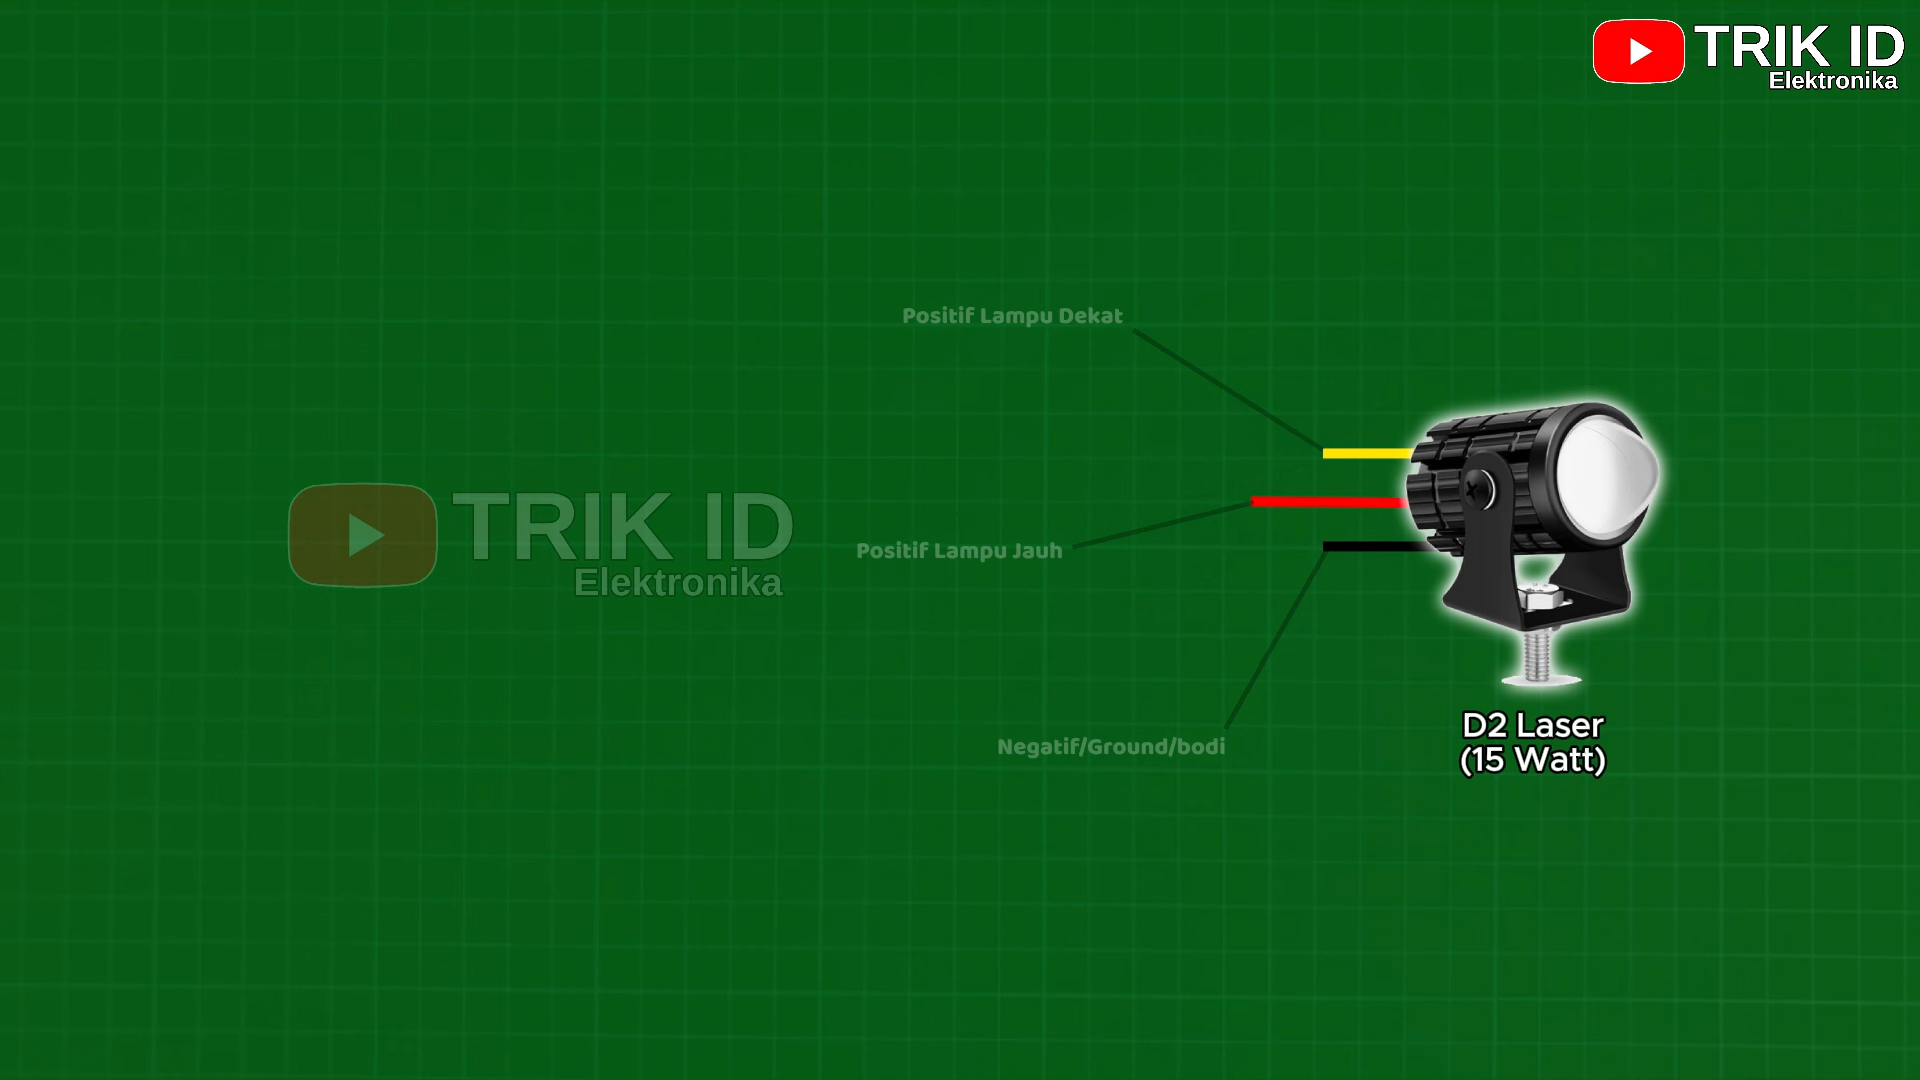 TRIK ID
Elektronika
Positif Lampu Dekat
TRIK ID
Elektronika
Positif Lampu Jauh
Negatif/Ground/bodi
D2 Laser
(15 Watt)